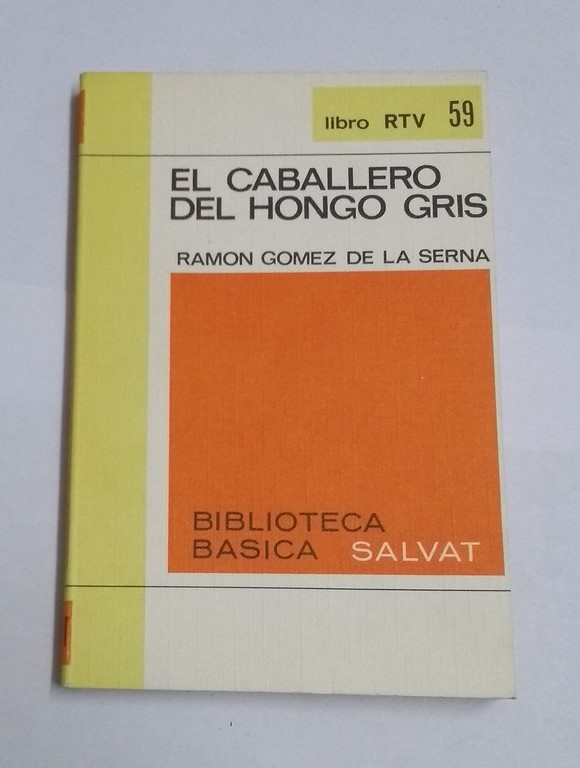 libro RTV 59
EL CABALLERO
DEL HONGO GRIS
RAMON GOMEZ DE LA SERNA
BIBLIOTECA
BASICA SALVAT